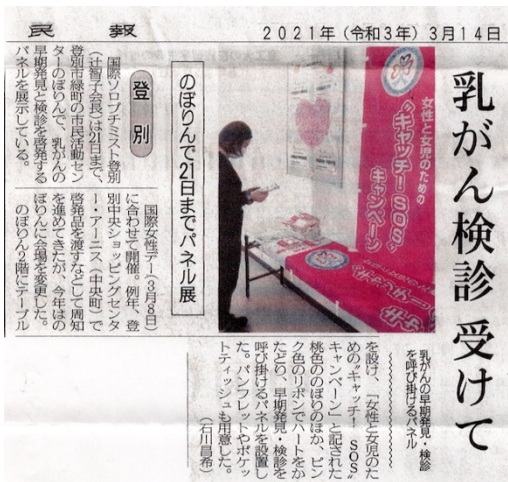 民報
2021年(令和3年)3月14日
乳がん検診 受けて
のぼりんで21日までパネル展
登別
女性と女児のための
“キャッチ!SOS”
キャンペーン
乳がんの早期発見・検診
を呼び掛けるパネル
国際ソロプチミスト登別
(辻智子会長)は21日まで、
登別市緑町の市民活動セン
ターのぼりんで、乳がんの
早期発見と検診を啓発する
パネルを展示している。
国際女性デー(3月8日)
に合わせて開催。例年、登
別中央ショッピングセンタ
ー・アーニス(中央町)で
啓発品を渡すなどして周知
を進めてきたが、今年はの
ぼりんに会場を変更した。
のぼりん2階にテーブル
を設け、「女性と女児のた
めの“キャッチ! SOS”
キャンペーン」と記された
桃色ののぼりのほか、ピン
ク色のリボンでハートをか
たどり、早期発見・検診を
呼び掛けるパネルを設置し
た。パンフレットやポケッ
トティッシュも用意した。
(石川昌希)